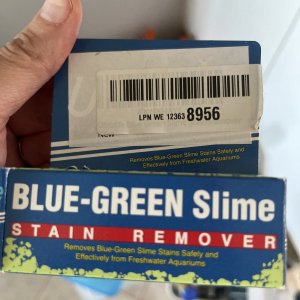 LPN WE 12363 8956
NEW
Removes Blue-Green Slime Stains Safely and
Effectively from Freshwater Aquariums
BLUE-GREEN Slime
STAIN REMOVER
Removes Blue-Green Slime Stains Safely and
Effectively from Freshwater Aquariums